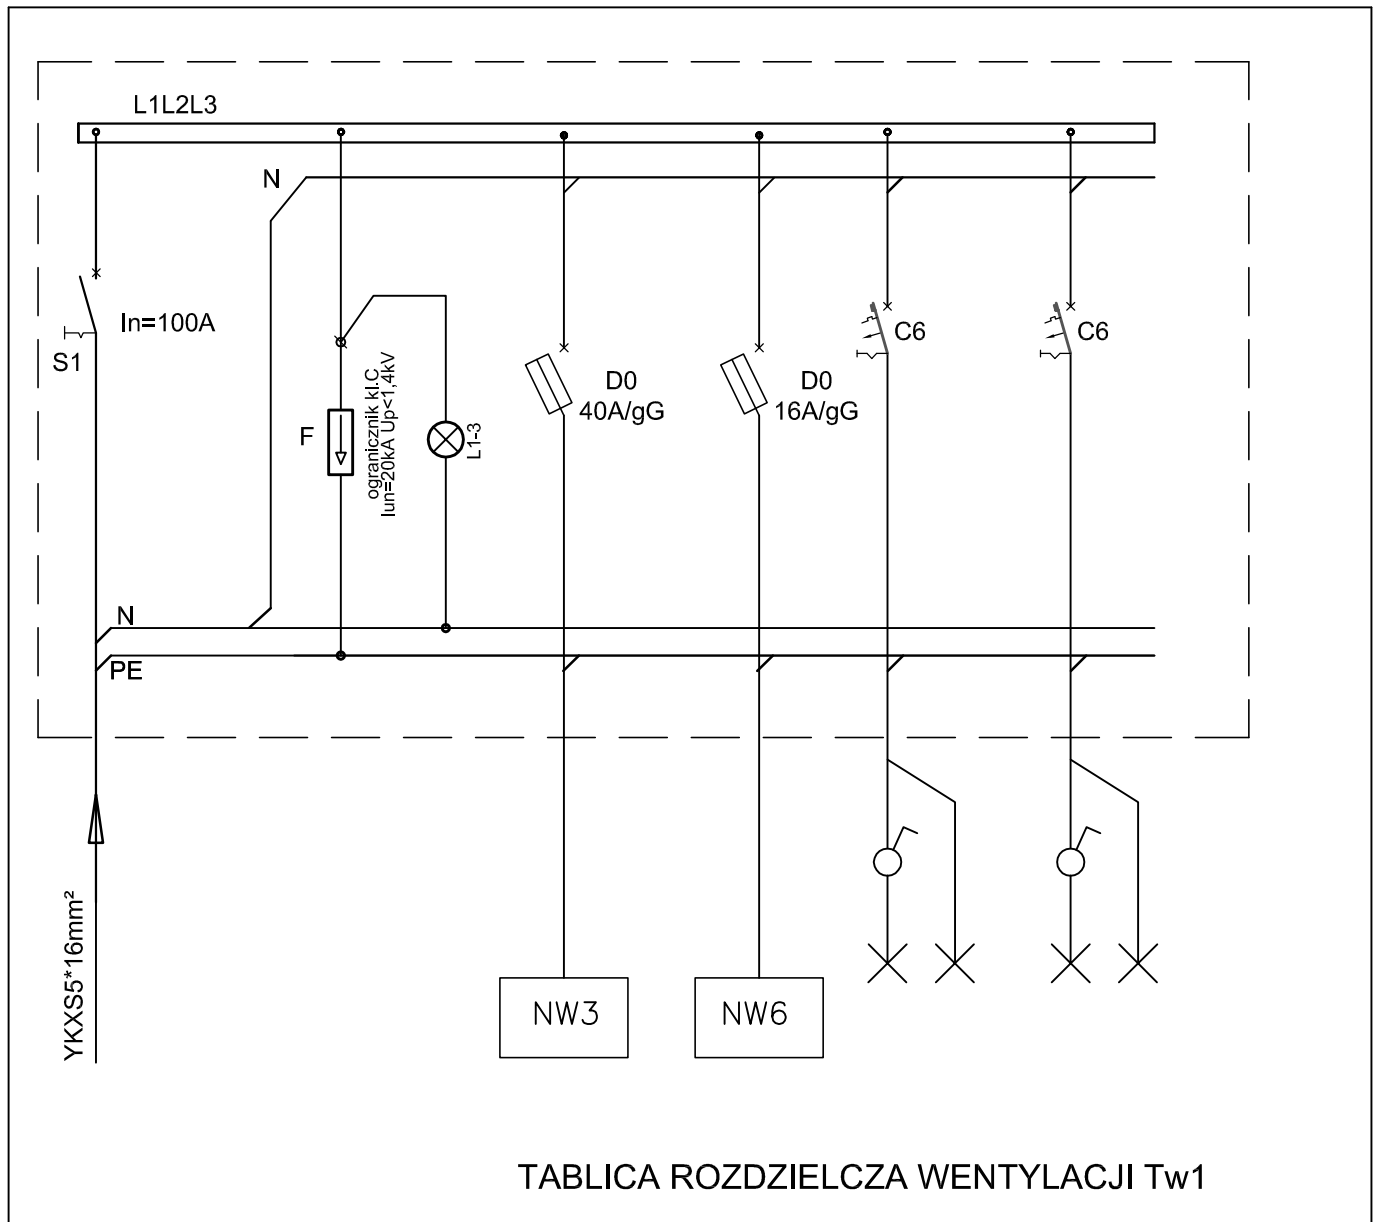 L1L2L3
N
In=100A
S1
F
ogranicznik kl.C
Iun=20kA Up<1,4kV
L1-3
D0
40A/gG
D0
16A/gG
C6
C6
N
PE
YKXS5*16mm²
NW3
NW6
TABLICA ROZDZIELCZA WENTYLACJI Tw1